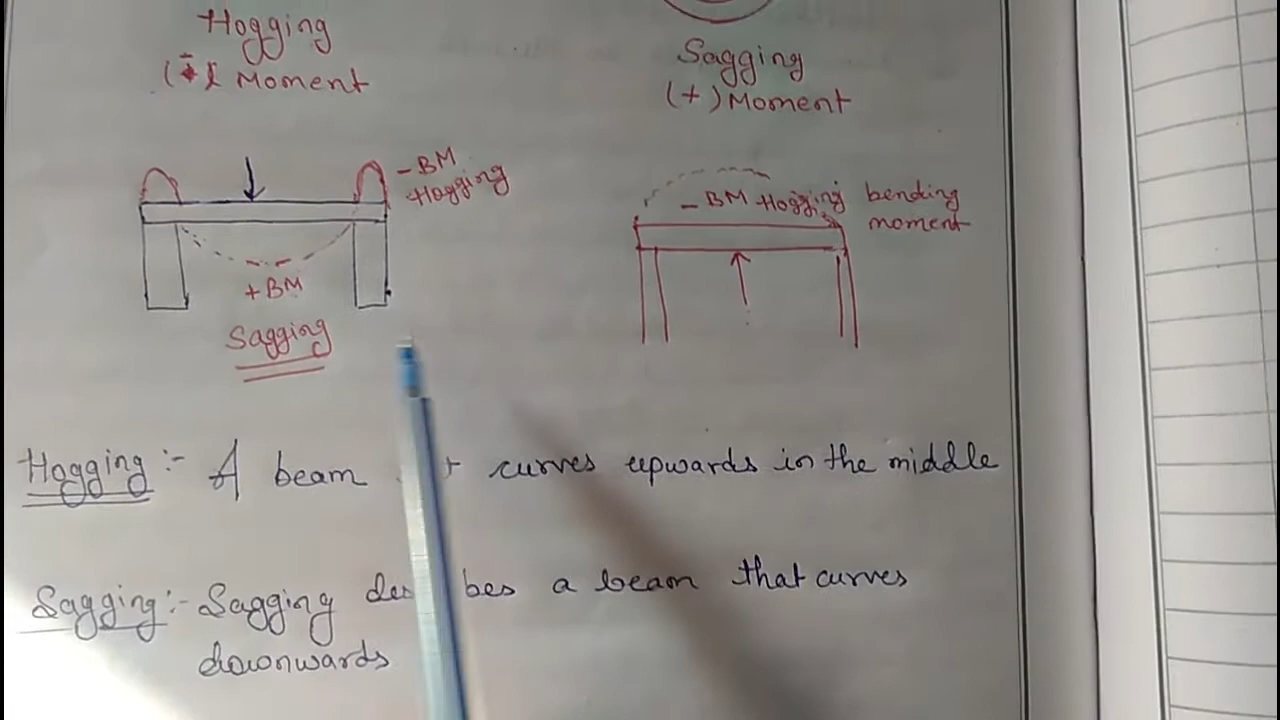 Hogging
(-) Moment
Sagging
(+) Moment
- BM
Hogging
+ BM
Sagging
- BM Hogging bending
moment
Hogging :- A beam curves upwards in the middle
Sagging :- Sagging des bes a beam that curves
downwards